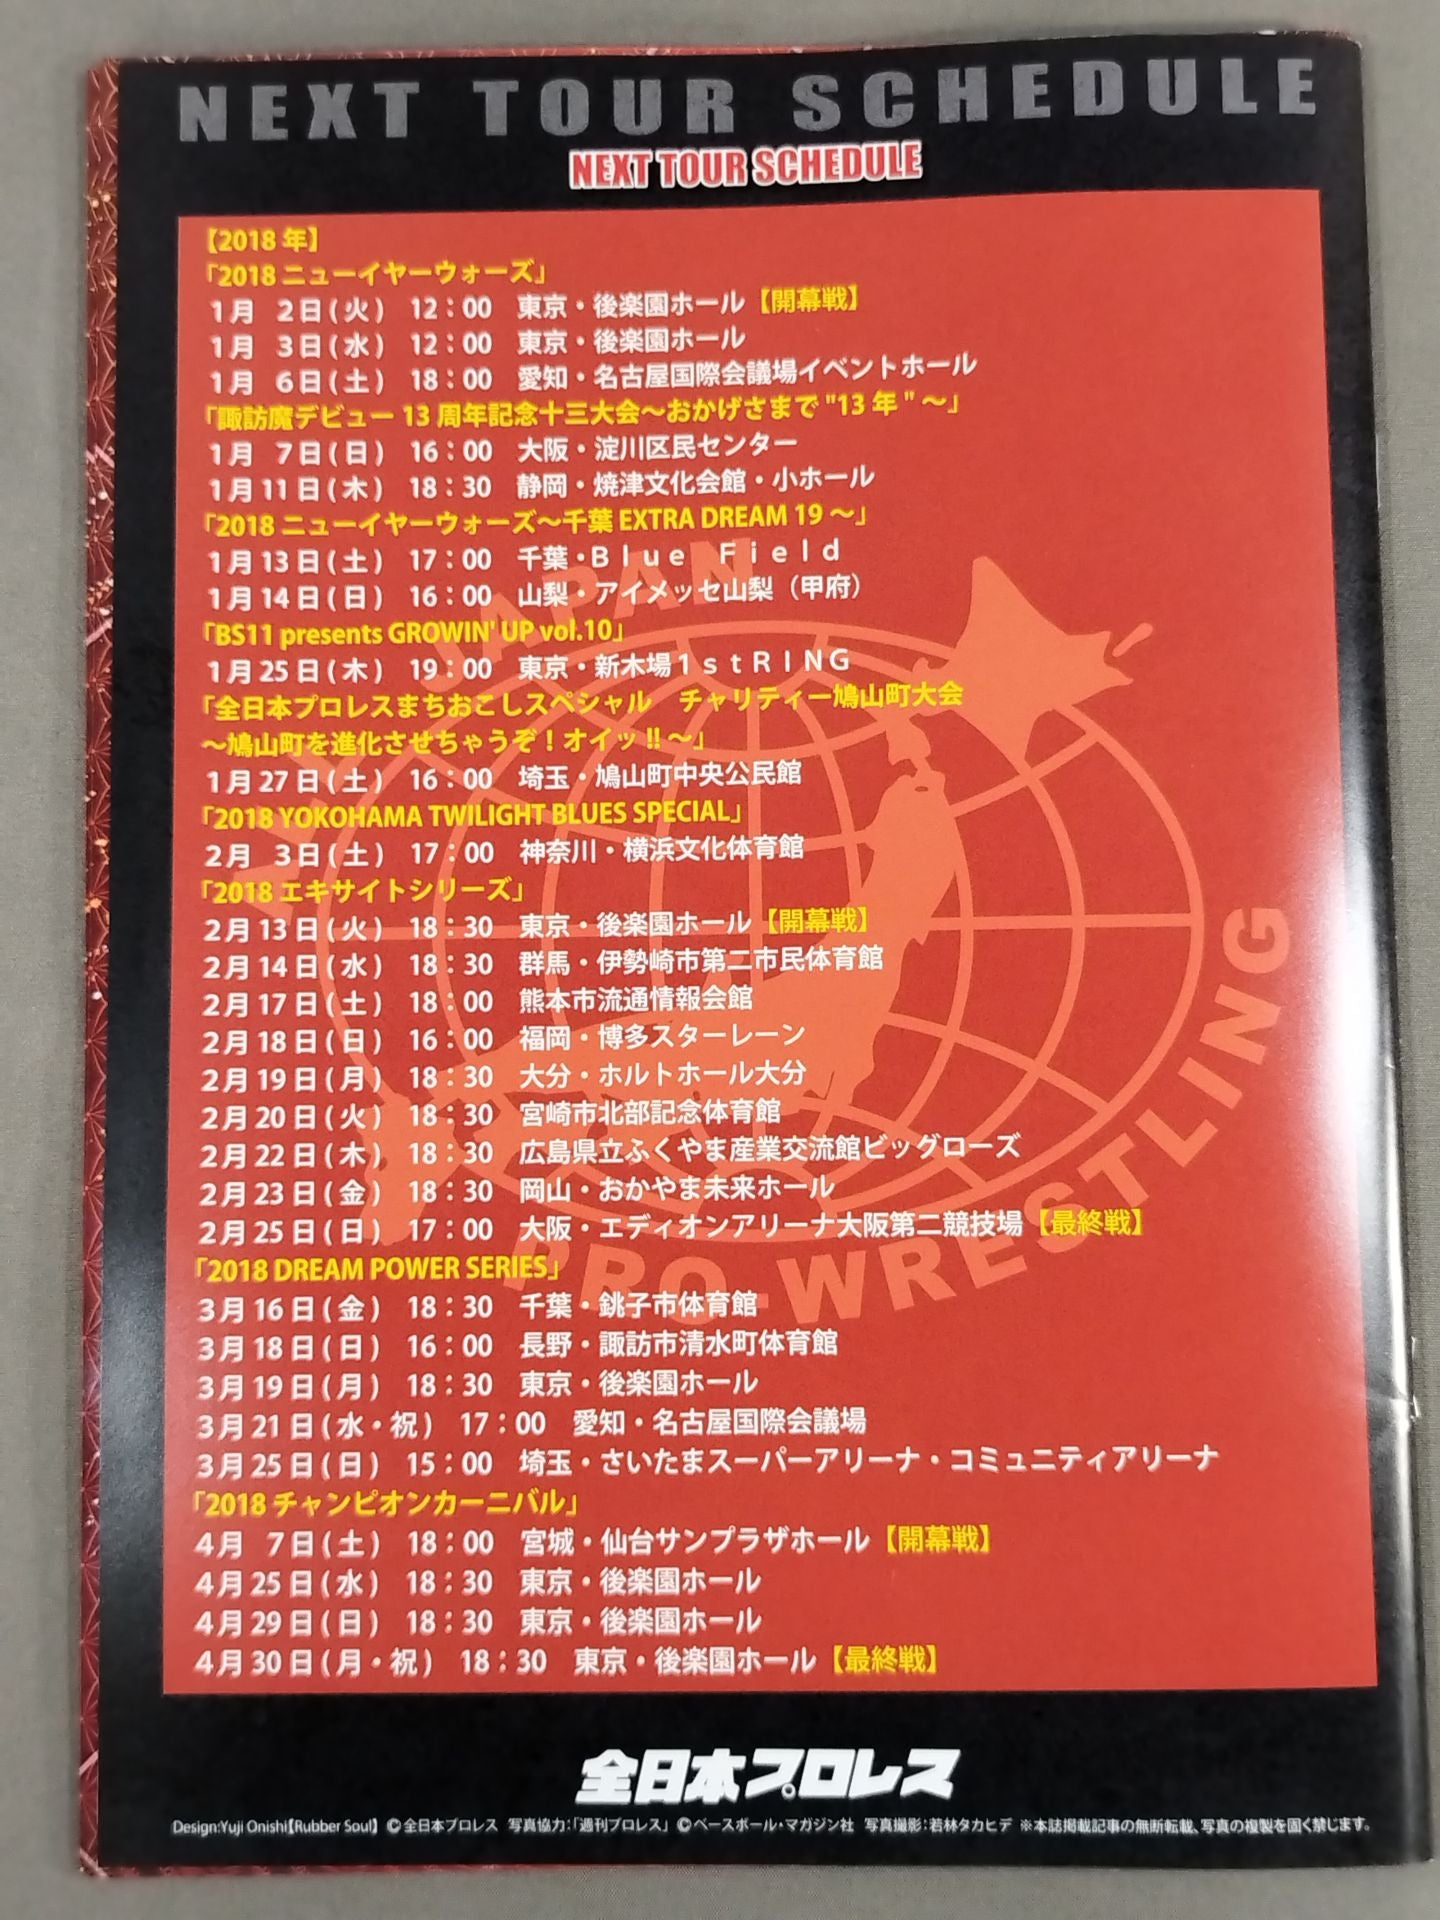 NEXT TOUR SCHEDULE
NEXT TOUR SCHEDULE
【2018 年】
「2018 ニューイヤーウォーズ」
1月 2日(火) 12:00 東京・後楽園ホール【開幕戦】
1月 3日(水) 12:00 東京・後楽園ホール
1月 6日(土) 18:00 愛知・名古屋国際会議場イベントホール
「諏訪魔デビュー 13 周年記念十三大会〜おかげさまで "13 年 " 〜」
1月 7日(日) 16:00 大阪・淀川区民センター
1月11日(木) 18:30 静岡・焼津文化会館・小ホール
「2018 ニューイヤーウォーズ〜千葉 EXTRA DREAM 19 〜」
1月13日(土) 17:00 千葉・Blue Field
1月14日(日) 16:00 山梨・アイメッセ山梨（甲府）
「BS11 presents GROWIN' UP vol.10」
1月25日(木) 19:00 東京・新木場1stRING
「全日本プロレスまちおこしスペシャル チャリティー鳩山町大会
〜鳩山町を進化させちゃうぞ！オイッ !! 〜」
1月27日(土) 16:00 埼玉・鳩山町中央公民館
「2018 YOKOHAMA TWILIGHT BLUES SPECIAL」
2月 3日(土) 17:00 神奈川・横浜文化体育館
「2018 エキサイトシリーズ」
2月13日(火) 18:30 東京・後楽園ホール【開幕戦】
2月14日(水) 18:30 群馬・伊勢崎市第二市民体育館
2月17日(土) 18:00 熊本市流通情報会館
2月18日(日) 16:00 福岡・博多スターレーン
2月19日(月) 18:30 大分・ホルトホール大分
2月20日(火) 18:30 宮崎市北部記念体育館
2月22日(木) 18:30 広島県立ふくやま産業交流館ビッグローズ
2月23日(金) 18:30 岡山・おかやま未来ホール
2月25日(日) 17:00 大阪・エディオンアリーナ大阪第二競技場【最終戦】
「2018 DREAM POWER SERIES」
3月16日(金) 18:30 千葉・銚子市体育館
3月18日(日) 16:00 長野・諏訪市清水町体育館
3月19日(月) 18:30 東京・後楽園ホール
3月21日(水・祝) 17:00 愛知・名古屋国際会議場
3月25日(日) 15:00 埼玉・さいたまスーパーアリーナ・コミュニティアリーナ
「2018 チャンピオンカーニバル」
4月 7日(土) 18:00 宮城・仙台サンプラザホール【開幕戦】
4月25日(水) 18:30 東京・後楽園ホール
4月29日(日) 18:30 東京・後楽園ホール
4月30日(月・祝) 18:30 東京・後楽園ホール【最終戦】
ALL JAPAN
PRO-WRESTLING
全日本プロレス
Design:Yuji Onishi【Rubber Soul】 ©全日本プロレス 写真協力:「週刊プロレス」©ベースボール・マガジン社 写真撮影:若林タカヒデ ※本誌掲載記事の無断転載、写真の複製を固く禁じます。